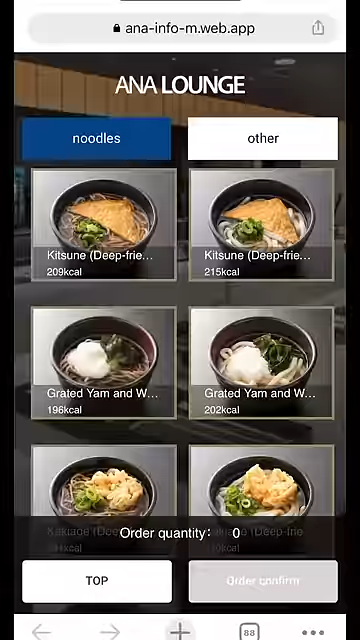 ana-info-m.web.app
ANA LOUNGE
noodles
other
Kitsune (Deep-frie...
209kcal
Kitsune (Deep-frie...
215kcal
Grated Yam and W...
196kcal
Grated Yam and W...
202kcal
Order quantity: 0
TOP
Order confirm
88